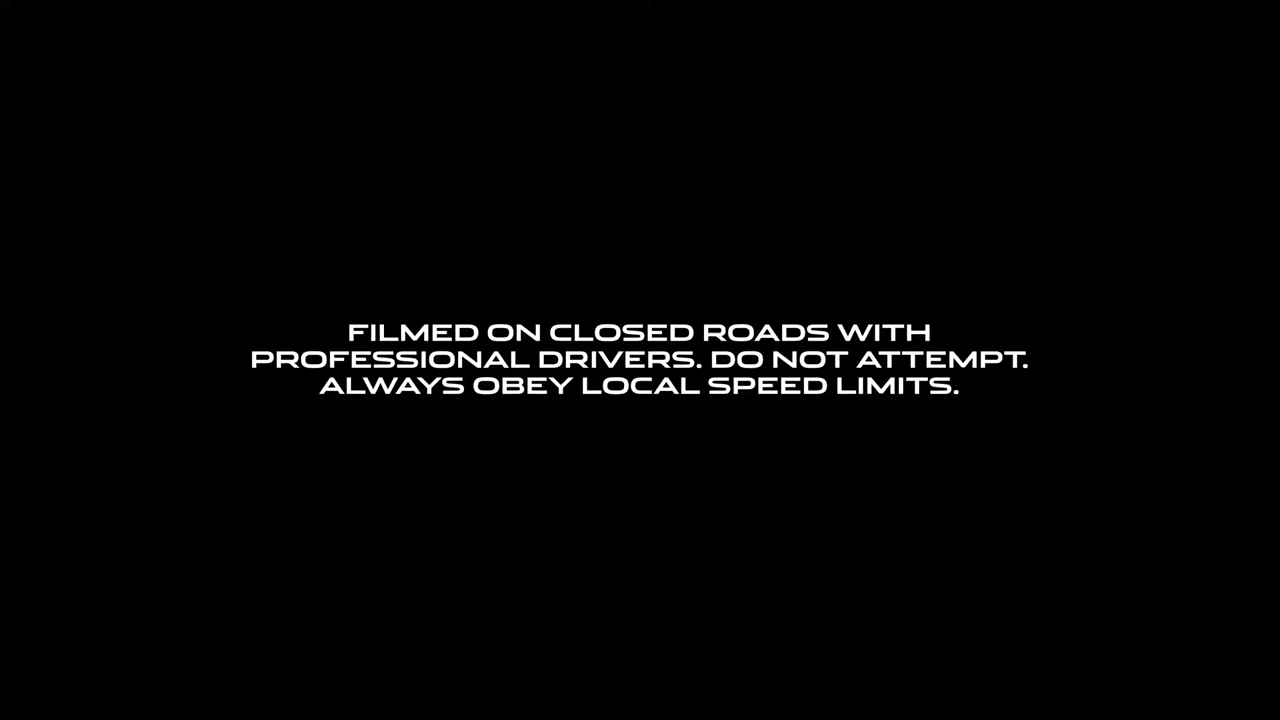 FILMED ON CLOSED ROADS WITH
PROFESSIONAL DRIVERS. DO NOT ATTEMPT.
ALWAYS OBEY LOCAL SPEED LIMITS.